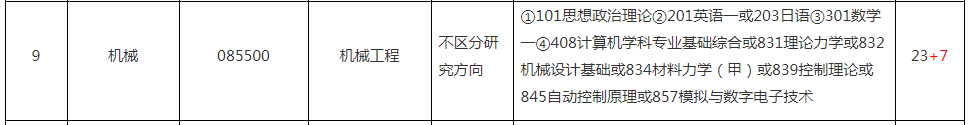 9 机械 085500 机械工程 不区分研究方向 ①101思想政治理论②201英语一或203日语③301数学
一④408计算机学科专业基础综合或831理论力学或832
机械设计基础或834材料力学（甲）或839控制理论或
845自动控制原理或857模拟与数字电子技术 23+7